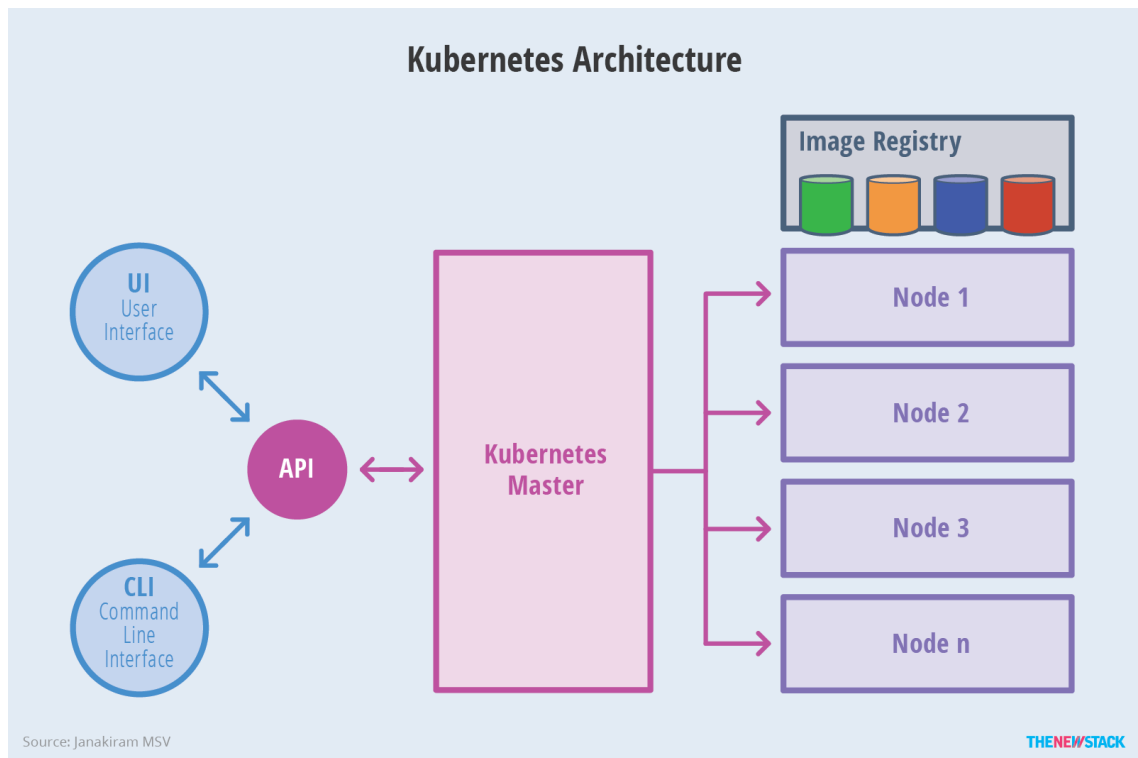 Kubernetes Architecture
Image Registry
UI
User
Interface
Node 1
Node 2
API
Kubernetes
Master
Node 3
CLI
Command
Line
Interface
Node n
Source: Janakiram MSV
THENEWSTACK